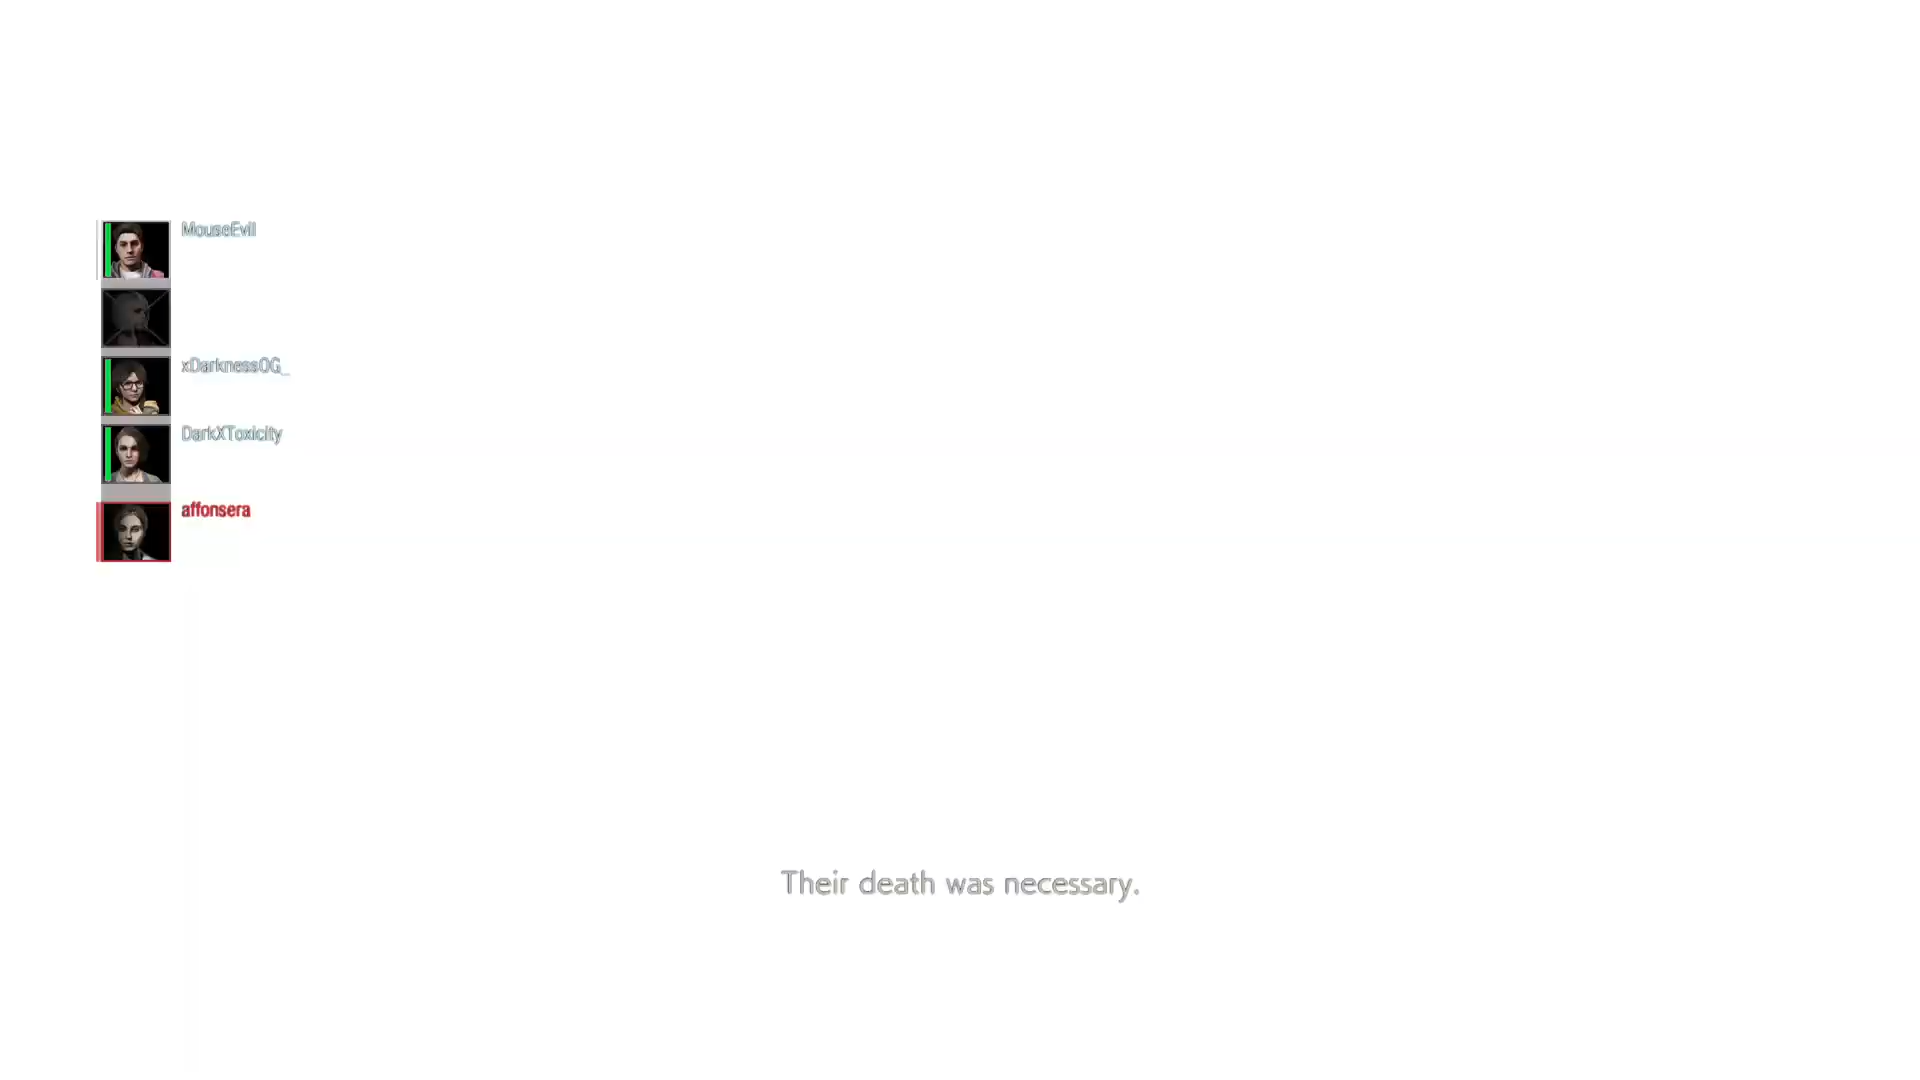 MouseEvil
xDarknessOG_
DarkXToxicity
affonsera
Their death was necessary.